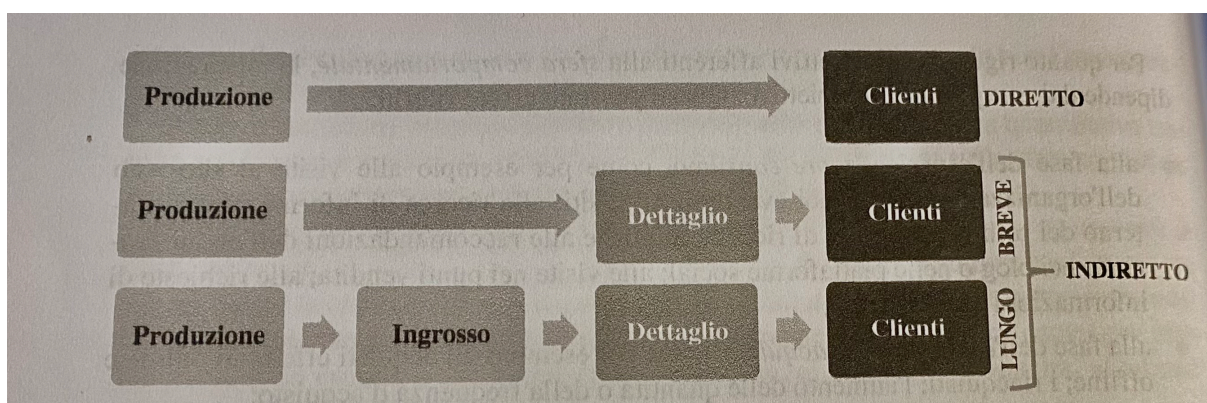 Produzione Clienti DIRETTO
Produzione Dettaglio Clienti BREVE
INDIRETTO
Produzione Ingrosso Dettaglio Clienti LUNGO